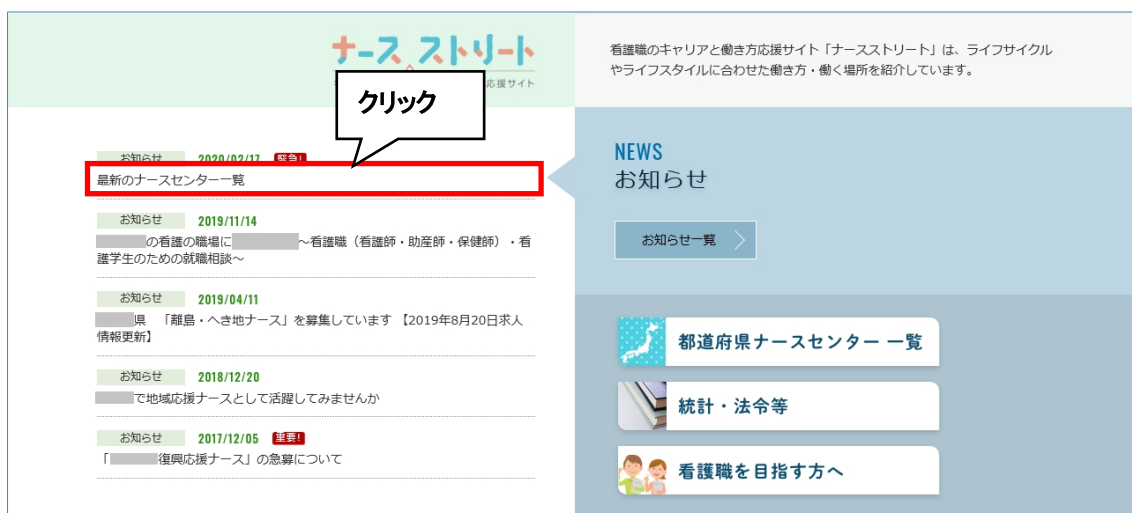 ナース ストリート
応援サイト
クリック
お知らせ 2020/02/17 緊急!
最新のナースセンター一覧
お知らせ 2019/11/14
の看護の職場に ～看護職（看護師・助産師・保健師）・看
護学生のための就職相談～
お知らせ 2019/04/11
県 「離島・へき地ナース」を募集しています 【2019年8月20日求人
情報更新】
お知らせ 2018/12/20
で地域応援ナースとして活躍してみませんか
お知らせ 2017/12/05 重要!
「 復興応援ナース」の急募について
看護職のキャリアと働き方応援サイト「ナースストリート」は、ライフサイクル
やライフスタイルに合わせた働き方・働く場所を紹介しています。
NEWS
お知らせ
お知らせ一覧
都道府県ナースセンター 一覧
統計・法令等
看護職を目指す方へ